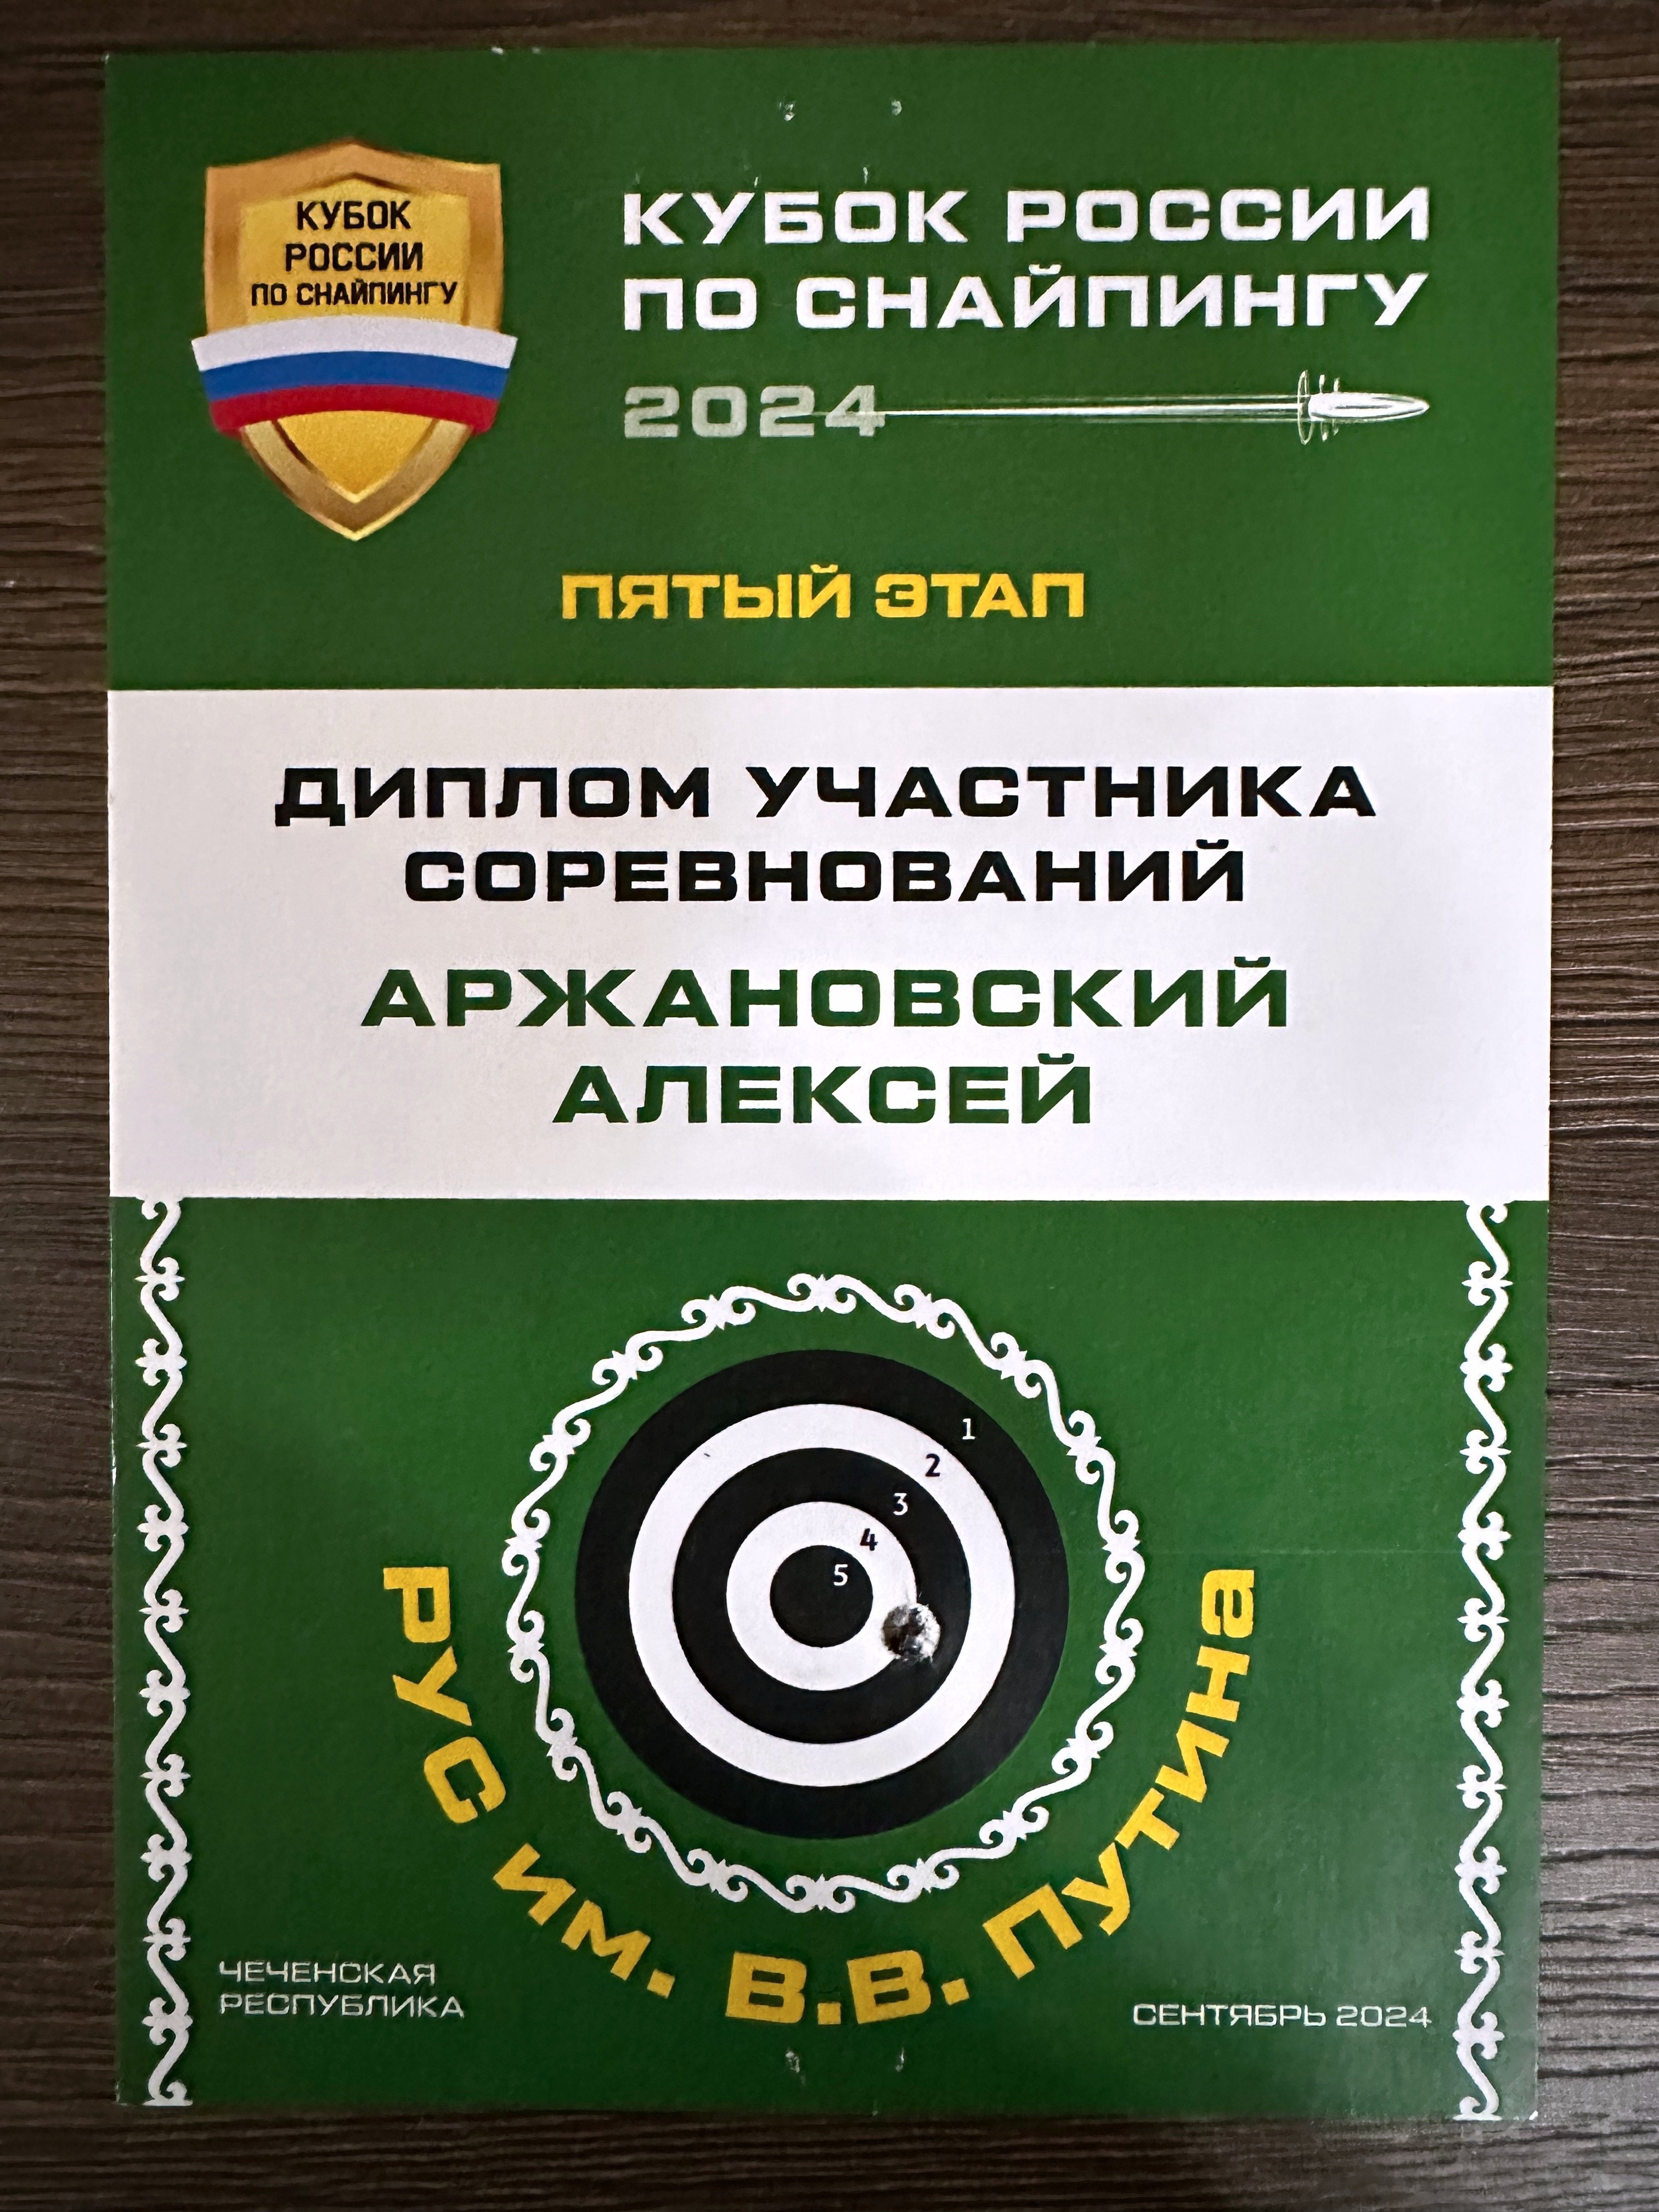 КУБОК
РОССИИ
ПО СНАЙПИНГУ
КУБОК РОССИИ
ПО СНАЙПИНГУ
2024
ПЯТЫЙ ЭТАП
ДИПЛОМ УЧАСТНИКА
СОРЕВНОВАНИЙ
АРЖАНОВСКИЙ
АЛЕКСЕЙ
1
2
3
4
5
РУС им. В.В. Путина
ЧЕЧЕНСКАЯ
РЕСПУБЛИКА
СЕНТЯБРЬ 2024